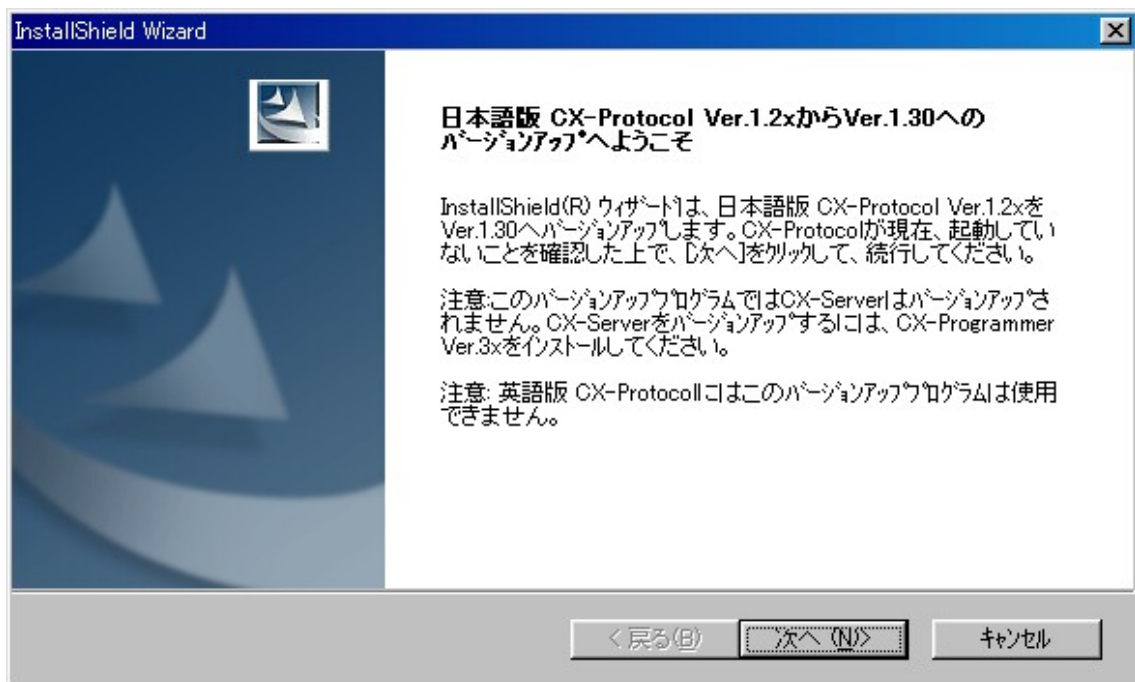 InstallShield Wizard
日本語版 CX-Protocol Ver.1.2xからVer.1.30への
ﾊﾞｰｼﾞｮﾝｱｯﾌﾟへようこそ
InstallShield(R) ｳｨｻﾞｰﾄﾞは、日本語版 CX-Protocol Ver.1.2xを
Ver.1.30へﾊﾞｰｼﾞｮﾝｱｯﾌﾟします。CX-Protocolが現在、起動してい
ないことを確認した上で、[次へ]をｸﾘｯｸして、続行してください。
注意:このﾊﾞｰｼﾞｮﾝｱｯﾌﾟﾌﾟﾛｸﾞﾗﾑではCX-Serverはﾊﾞｰｼﾞｮﾝｱｯﾌﾟさ
れません。CX-Serverをﾊﾞｰｼﾞｮﾝｱｯﾌﾟするには、CX-Programmer
Ver.3xをｲﾝｽﾄｰﾙしてください。
注意: 英語版 CX-Protocolにはこのﾊﾞｰｼﾞｮﾝｱｯﾌﾟﾌﾟﾛｸﾞﾗﾑは使用
できません。
< 戻る(B) 次へ (N)> ｷｬﾝｾﾙ